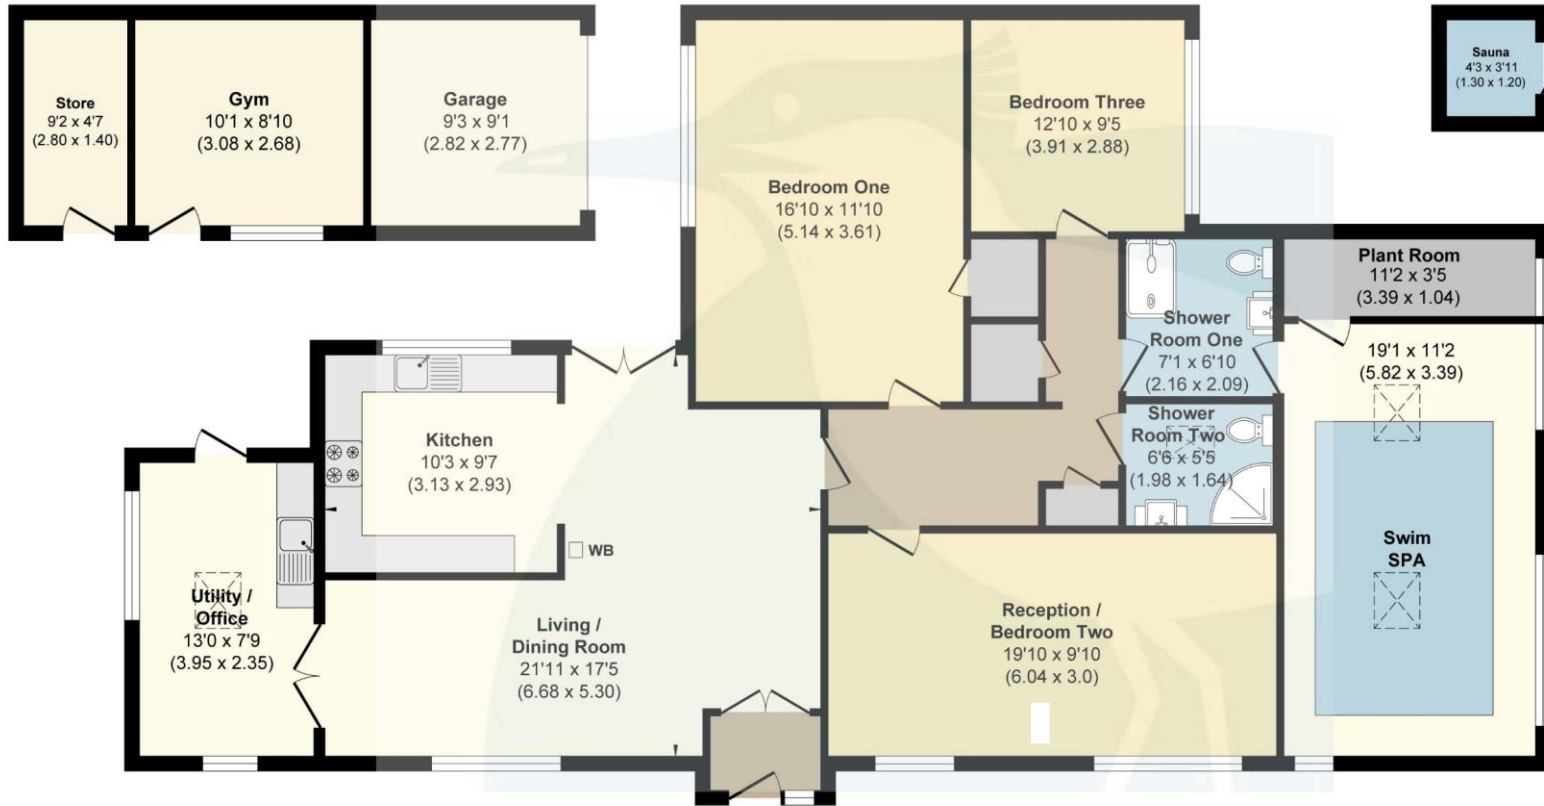 Store
9'2 x 4'7
(2.80 x 1.40)
Gym
10'1 x 8'10
(3.08 x 2.68)
Garage
9'3 x 9'1
(2.82 x 2.77)
Bedroom One
16'10 x 11'10
(5.14 x 3.61)
Bedroom Three
12'10 x 9'5
(3.91 x 2.88)
Sauna
4'3 x 3'11
(1.30 x 1.20)
Plant Room
11'2 x 3'5
(3.39 x 1.04)
Shower
Room One
7'1 x 6'10
(2.16 x 2.09)
19'1 x 11'2
(5.82 x 3.39)
Shower
Room Two
6'6 x 5'5
(1.98 x 1.64)
Kitchen
10'3 x 9'7
(3.13 x 2.93)
WB
Swim
SPA
Utility /
Office
13'0 x 7'9
(3.95 x 2.35)
Living /
Dining Room
21'11 x 17'5
(6.68 x 5.30)
Reception /
Bedroom Two
19'10 x 9'10
(6.04 x 3.0)